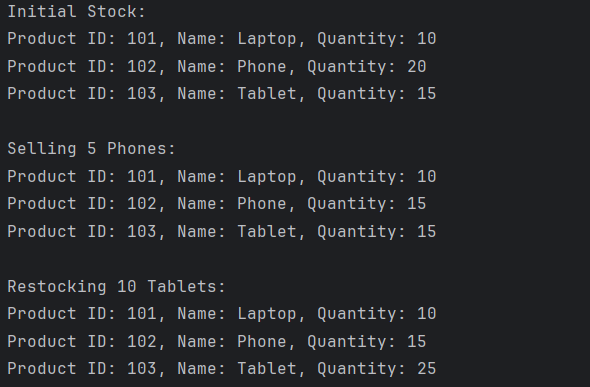 Initial Stock:
Product ID: 101, Name: Laptop, Quantity: 10
Product ID: 102, Name: Phone, Quantity: 20
Product ID: 103, Name: Tablet, Quantity: 15

Selling 5 Phones:
Product ID: 101, Name: Laptop, Quantity: 10
Product ID: 102, Name: Phone, Quantity: 15
Product ID: 103, Name: Tablet, Quantity: 15

Restocking 10 Tablets:
Product ID: 101, Name: Laptop, Quantity: 10
Product ID: 102, Name: Phone, Quantity: 15
Product ID: 103, Name: Tablet, Quantity: 25